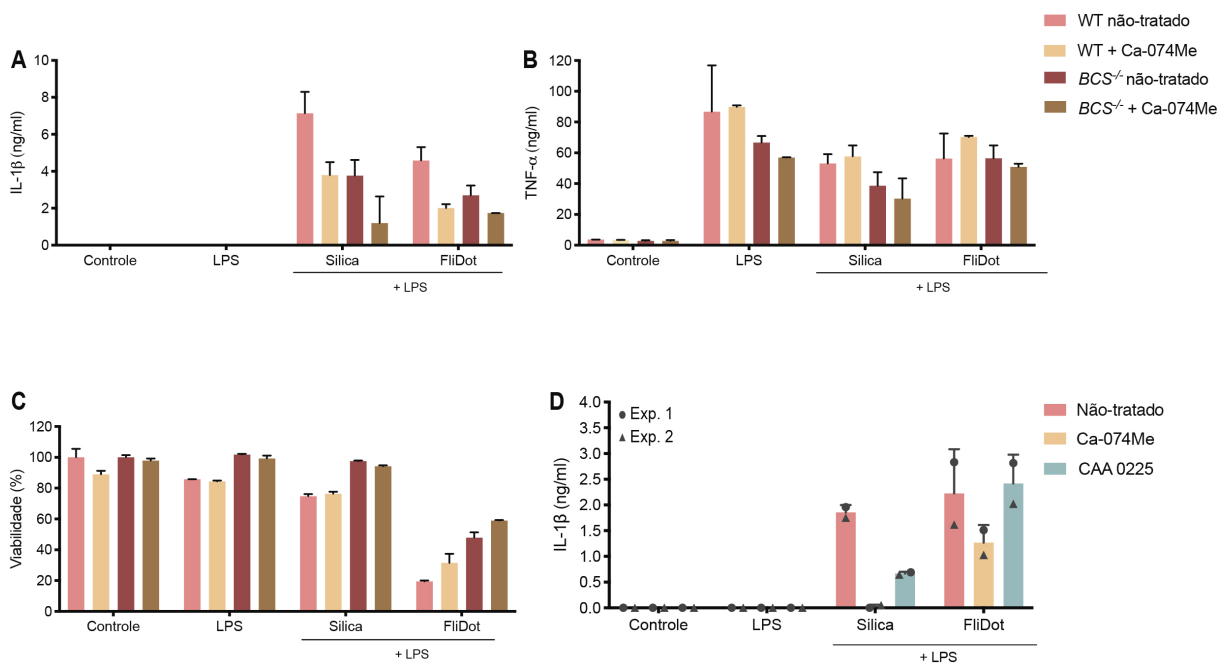 WT não-tratado
WT + Ca-074Me
BCS-/- não-tratado
BCS-/- + Ca-074Me
A
IL-1β (ng/ml)
10
8
6
4
2
0
Controle LPS Silica FliDot
+ LPS
B
TNF-α (ng/ml)
120
100
80
60
40
20
0
Controle LPS Silica FliDot
+ LPS
C
Viabilidade (%)
120
100
80
60
40
20
0
Controle LPS Silica FliDot
+ LPS
D
IL-1β (ng/ml)
4.0
3.5
3.0
2.5
2.0
1.5
1.0
0.5
0.0
Exp. 1
Exp. 2
Controle LPS Silica FliDot
+ LPS
Não-tratado
Ca-074Me
CAA 0225